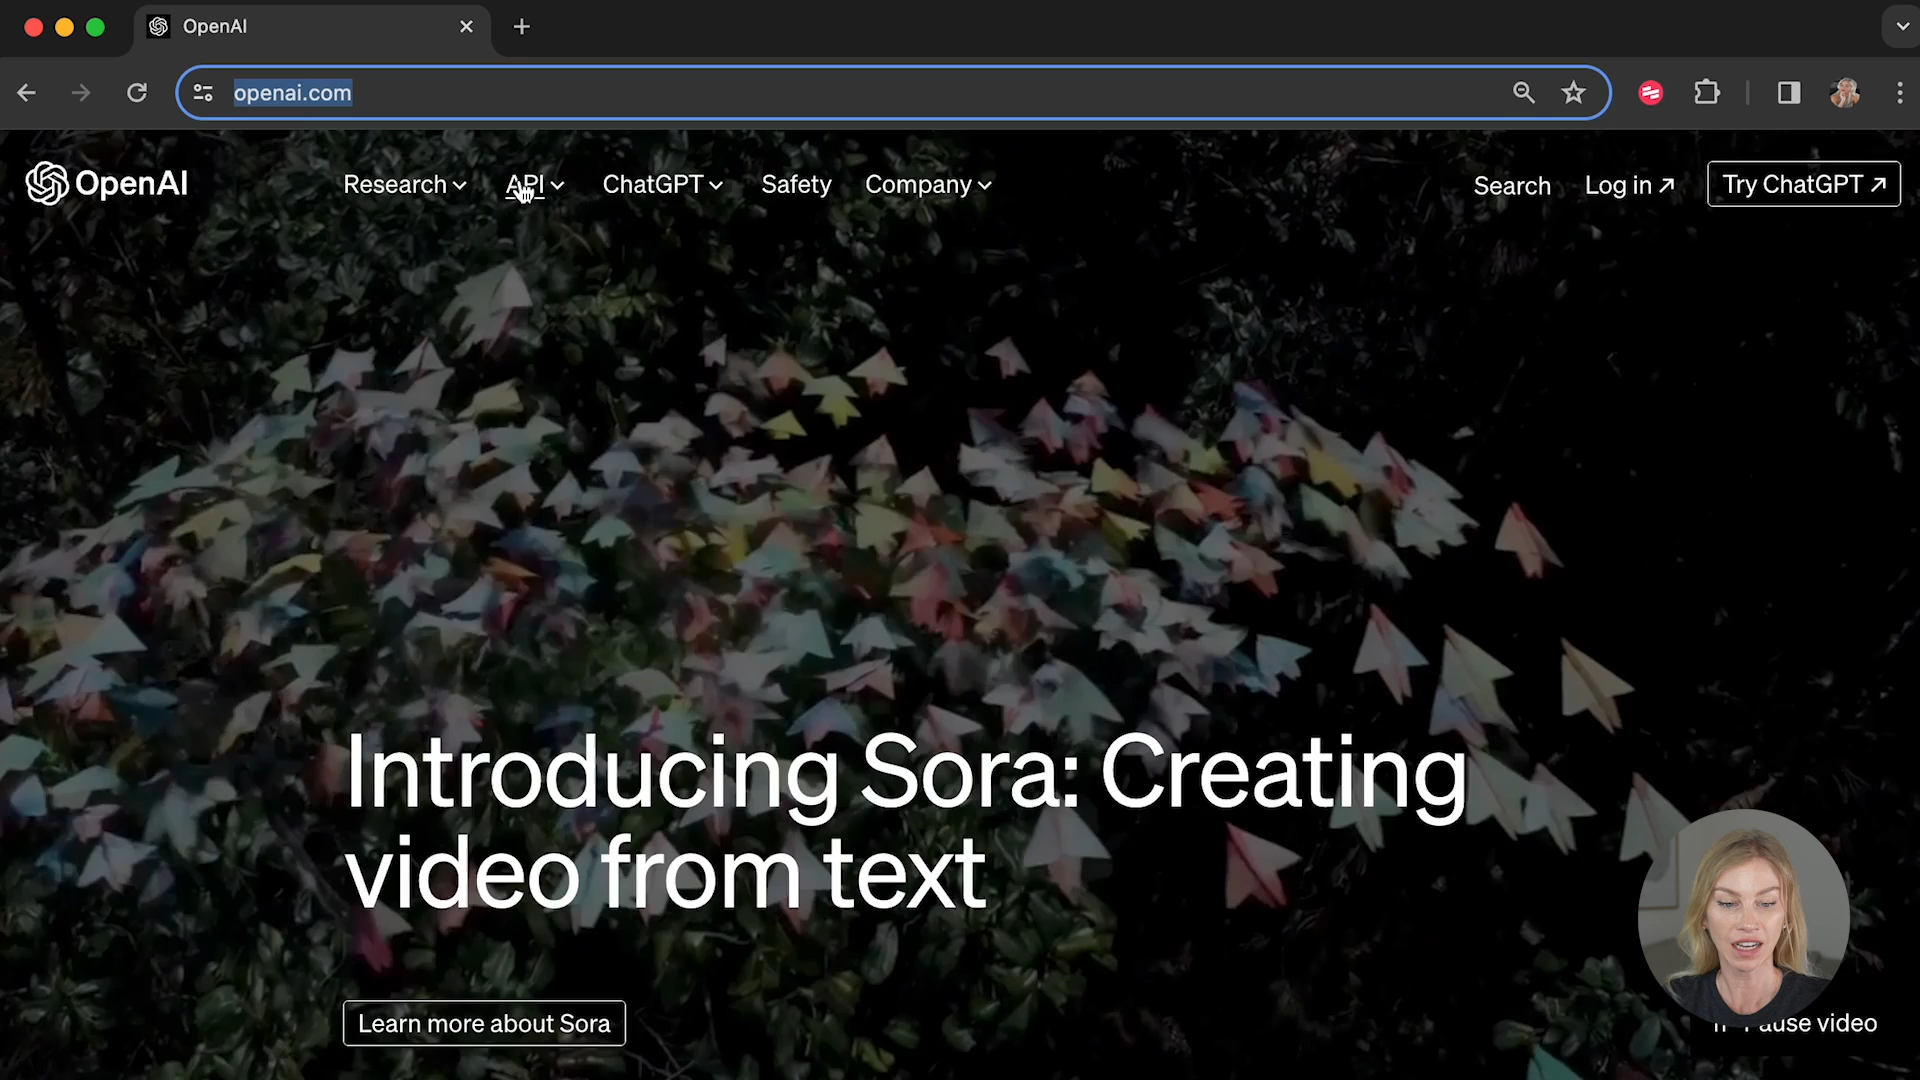 OpenAI
openai.com
OpenAI
Research
API
ChatGPT
Safety
Company
Search
Log in
Try ChatGPT
Introducing Sora: Creating
video from text
Learn more about Sora
Pause video